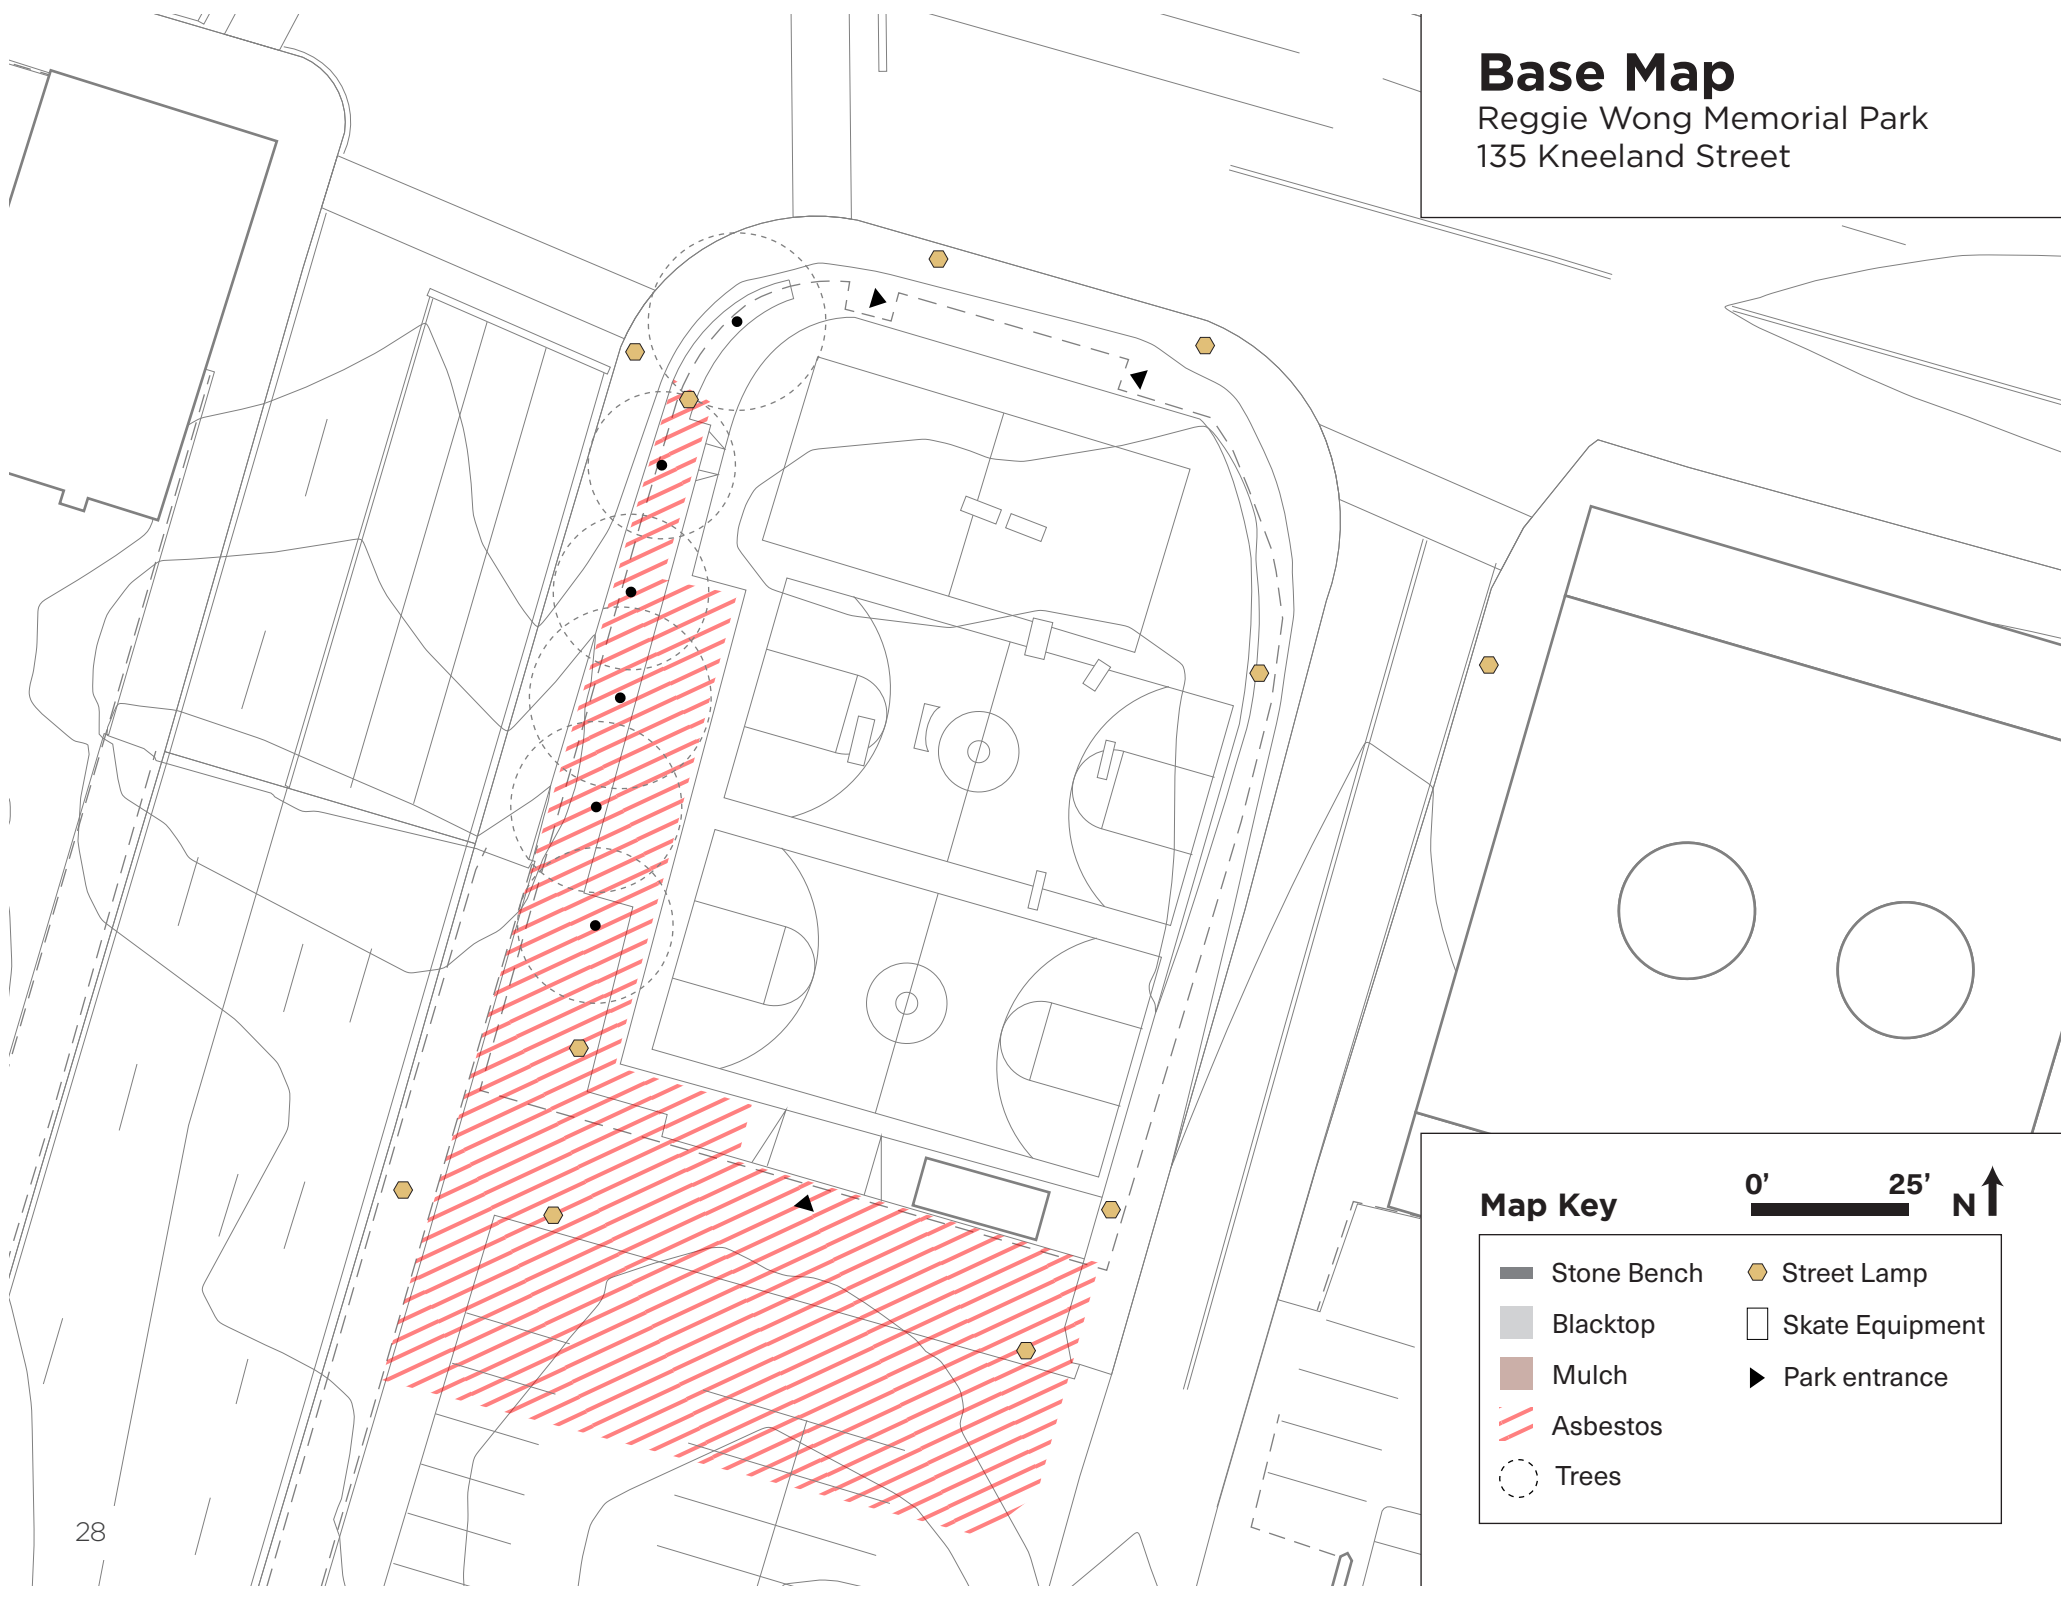 Base Map
Reggie Wong Memorial Park
135 Kneeland Street
Map Key
0’ 25’
N
Stone Bench
Street Lamp
Blacktop
Skate Equipment
Mulch
Park entrance
Asbestos
Trees
28